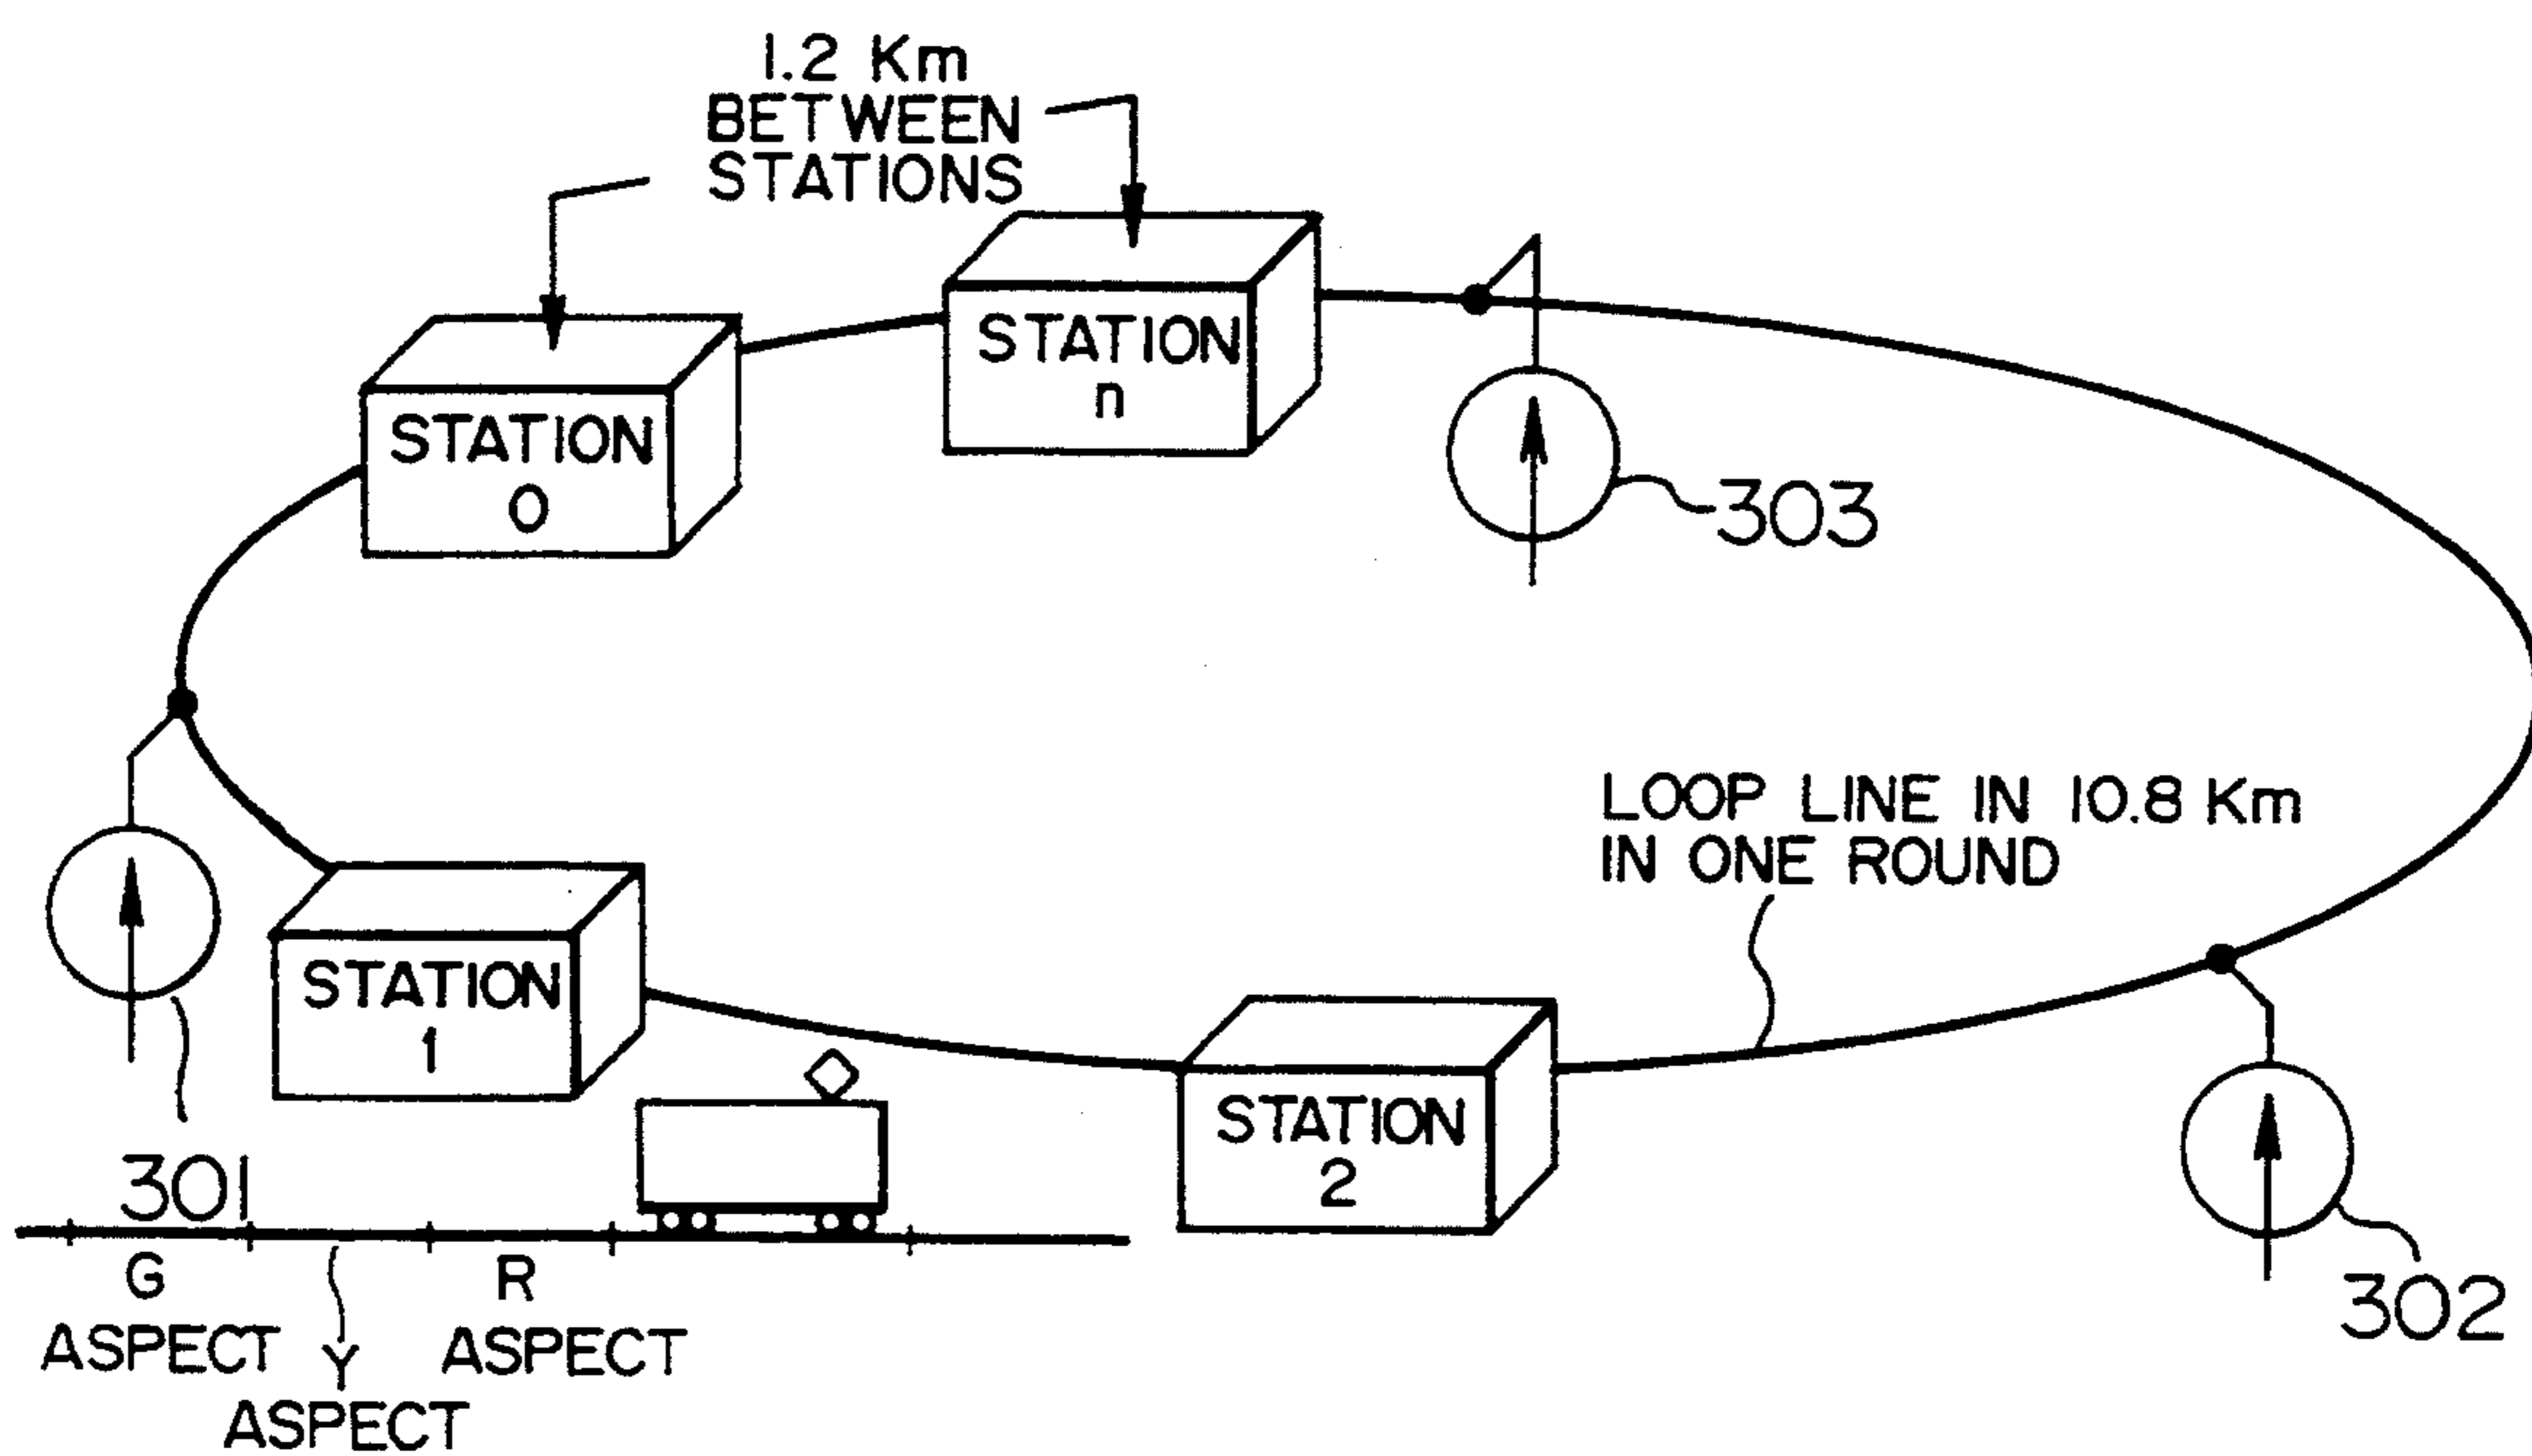 1.2 Km
BETWEEN
STATIONS
STATION
n
STATION
0
303
LOOP LINE IN 10.8 Km
IN ONE ROUND
STATION
1
STATION
2
301
302
G
ASPECT
Y
ASPECT
R
ASPECT